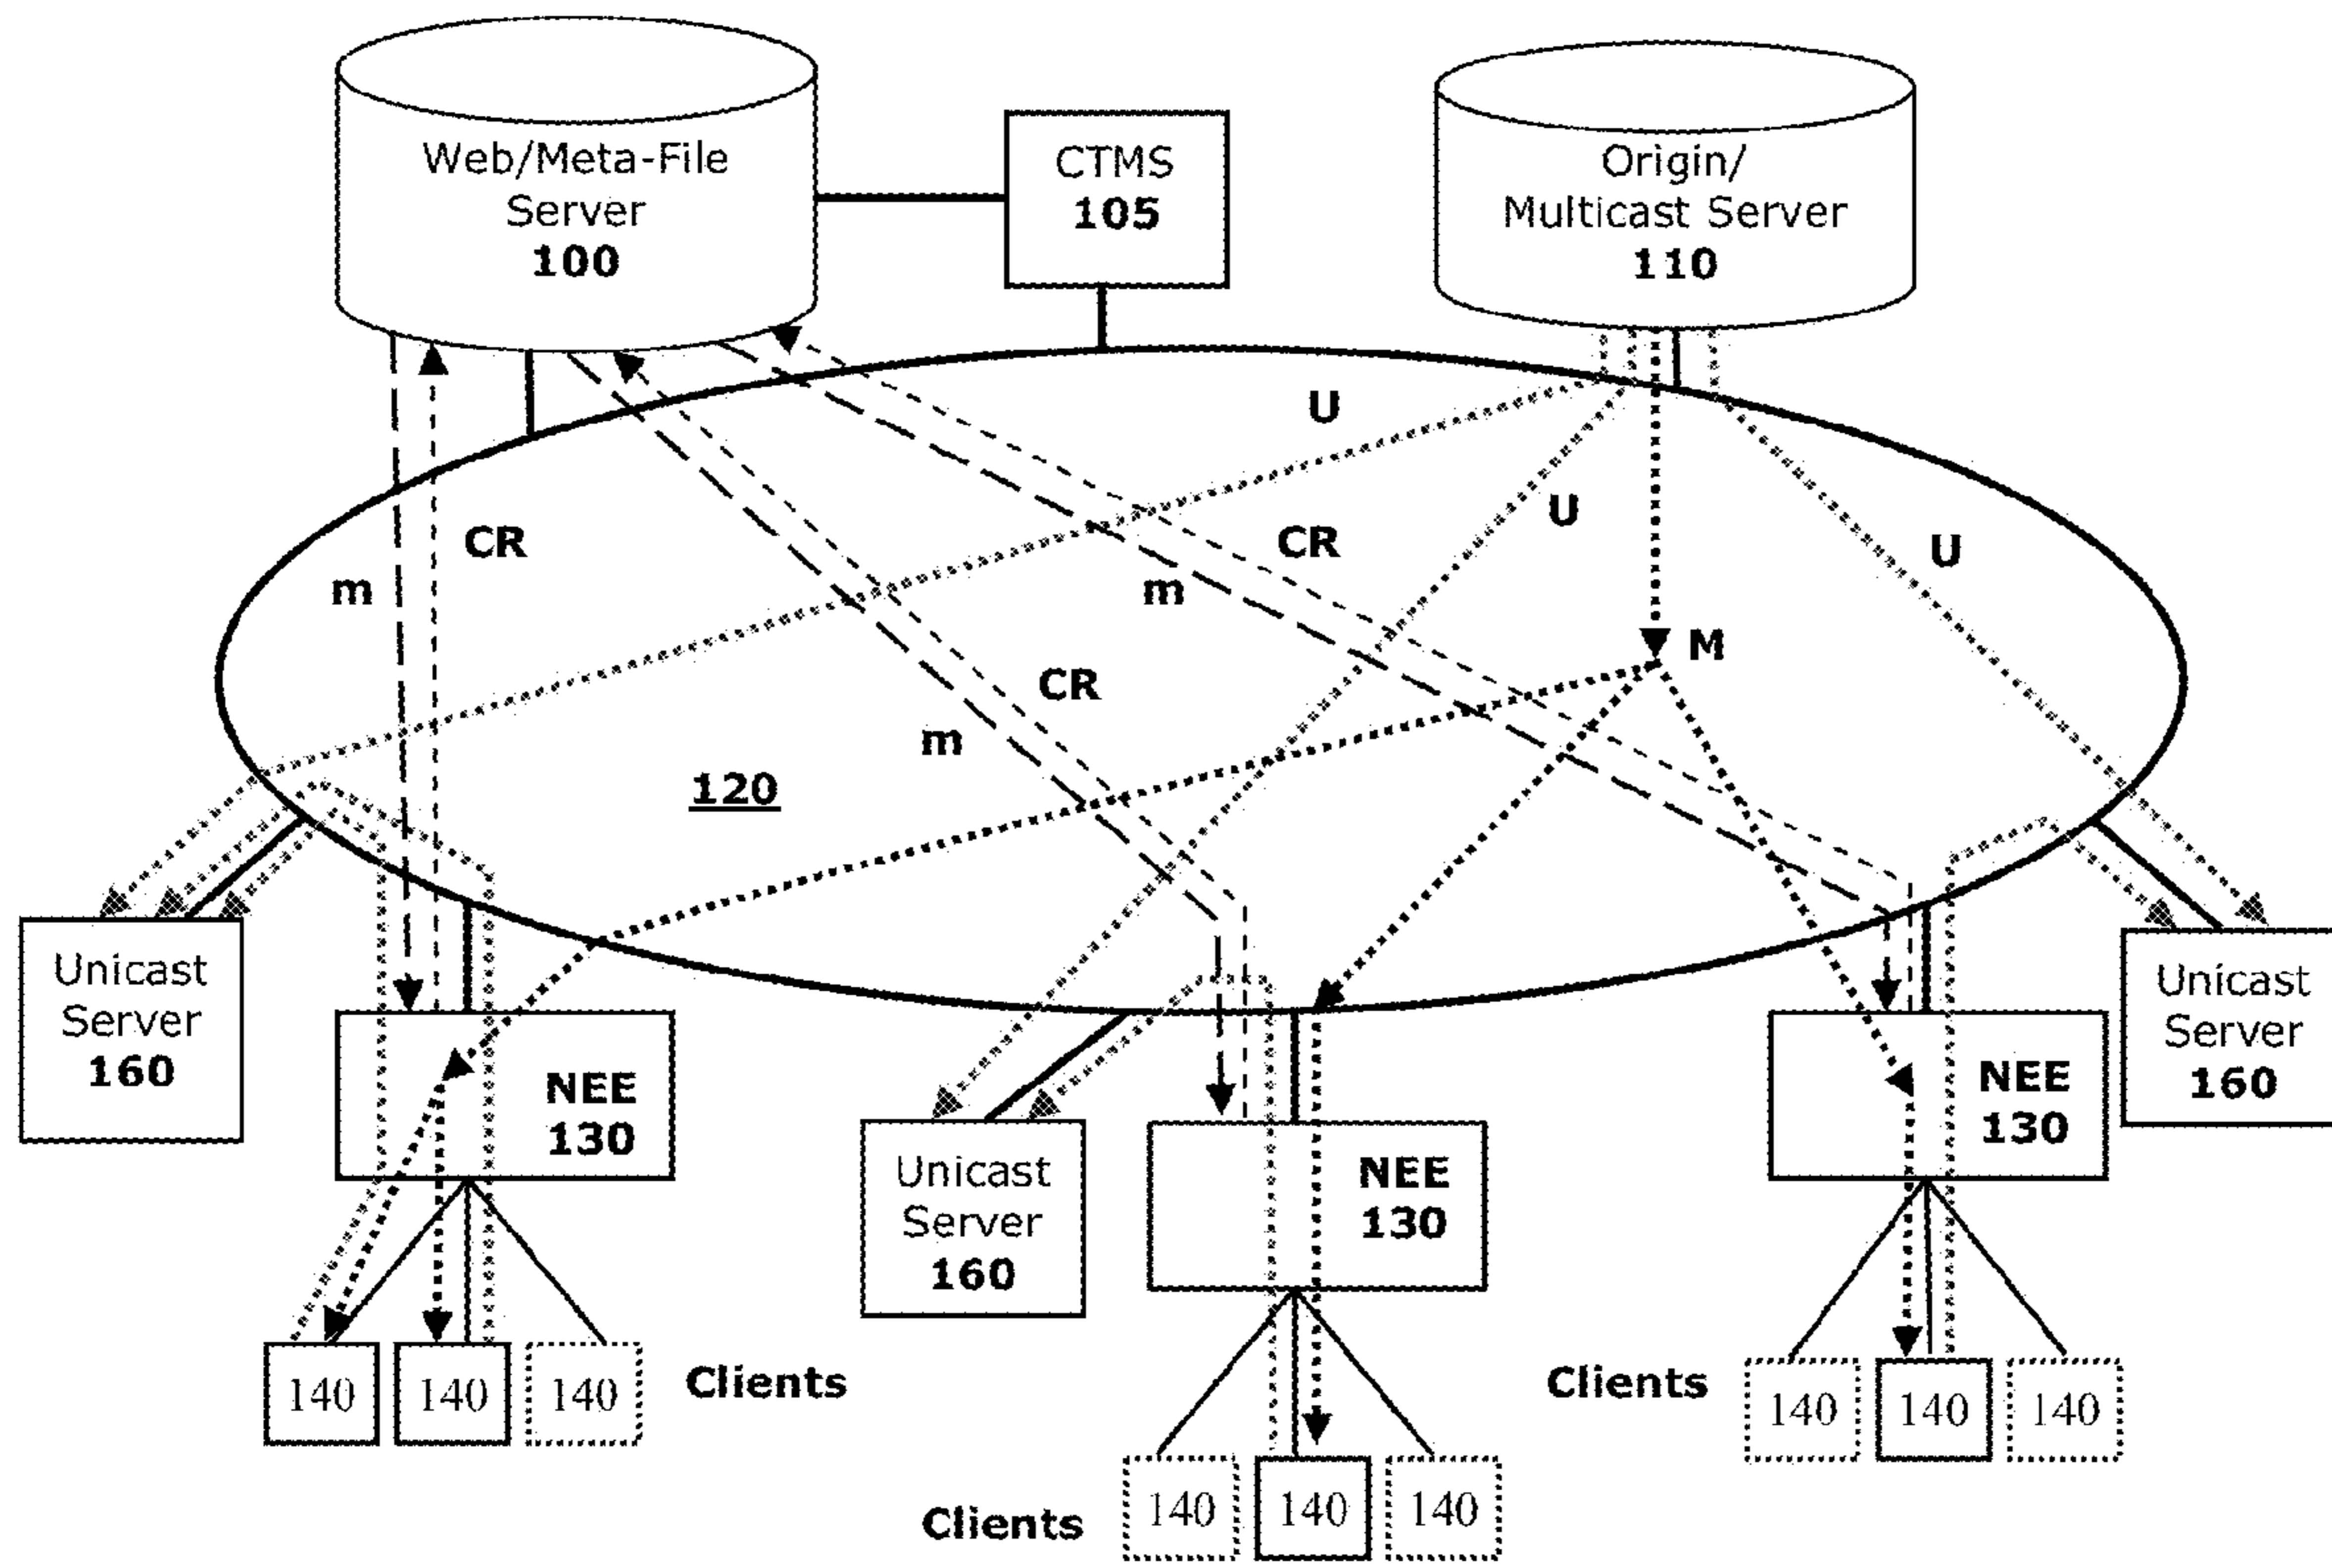 Web/Meta-File
Server
100
CTMS
105
Origin/
Multicast Server
110
U
U
CR
CR
U
m
m
M
CR
m
120
Unicast
Server
160
NEE
130
Unicast
Server
160
NEE
130
NEE
130
Unicast
Server
160
140
140
140
Clients
Clients
140
140
140
Clients
140
140
140